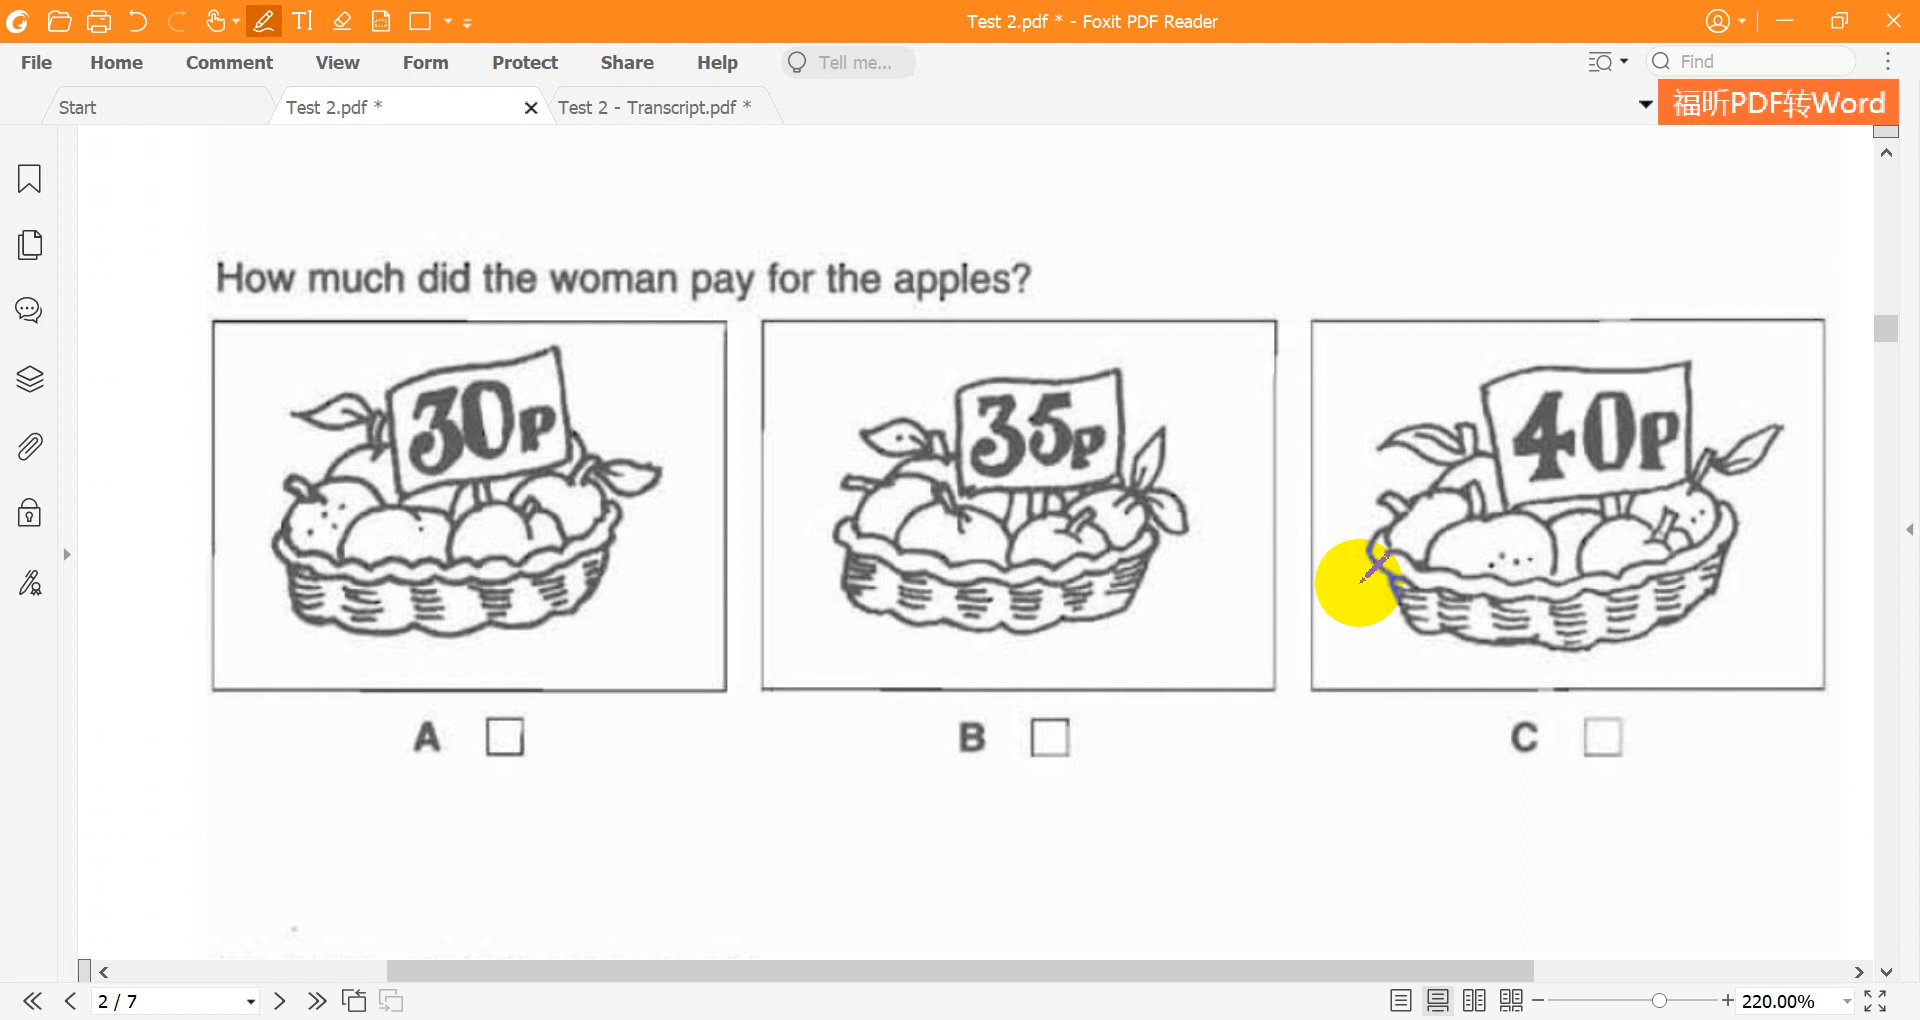 Test 2.pdf * - Foxit PDF Reader
File Home Comment View Form Protect Share Help Tell me... Find
Start Test 2.pdf * Test 2 - Transcript.pdf * 福昕PDF转Word
How much did the woman pay for the apples?
30P 35P 40P
A B C
2 / 7 220.00%